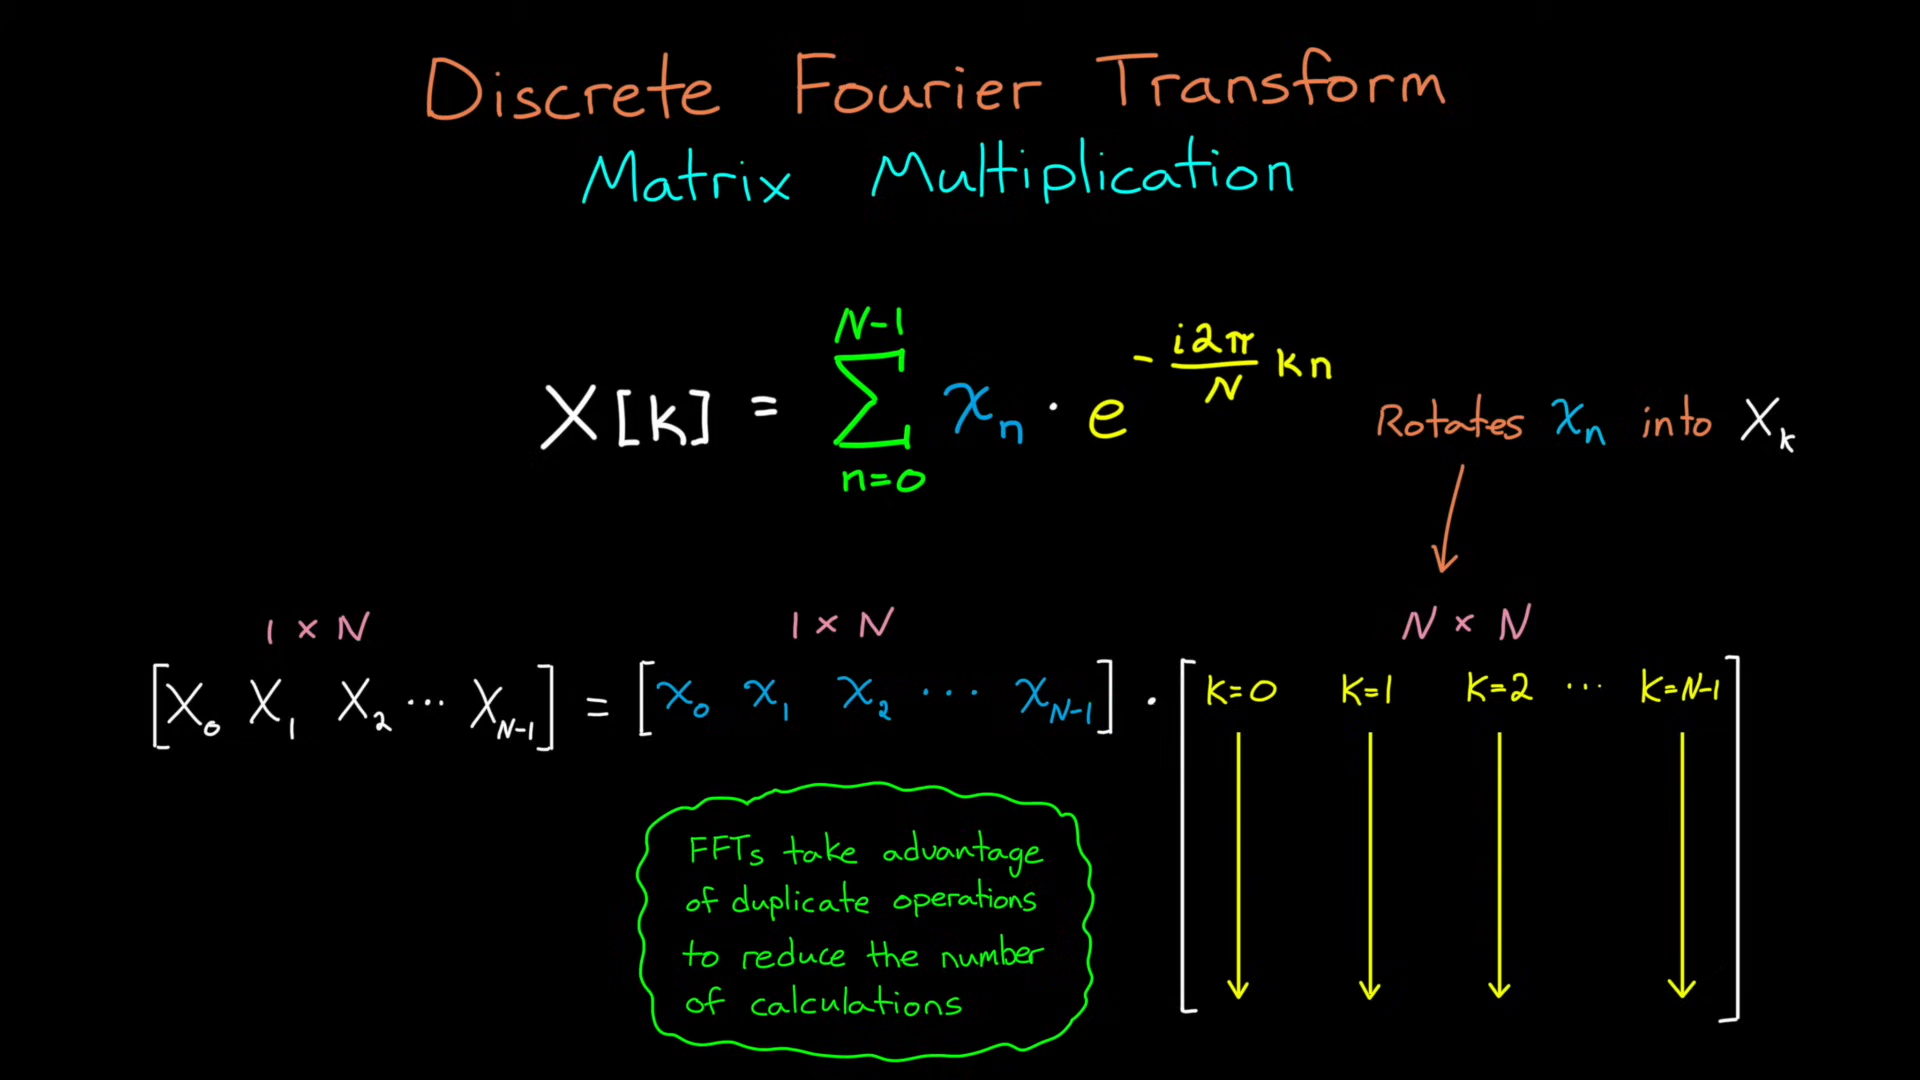 Discrete Fourier Transform
Matrix Multiplication
X[k] = N-1 Σ n=0 xₙ · e^(- i2π/N kn)
Rotates xₙ into Xₖ
1 × N
1 × N
N × N
[X₀ X₁ X₂ ··· X_N-1] = [x₀ x₁ x₂ ··· x_N-1] · [k=0 k=1 k=2 ··· k=N-1]
FFTs take advantage
of duplicate operations
to reduce the number
of calculations